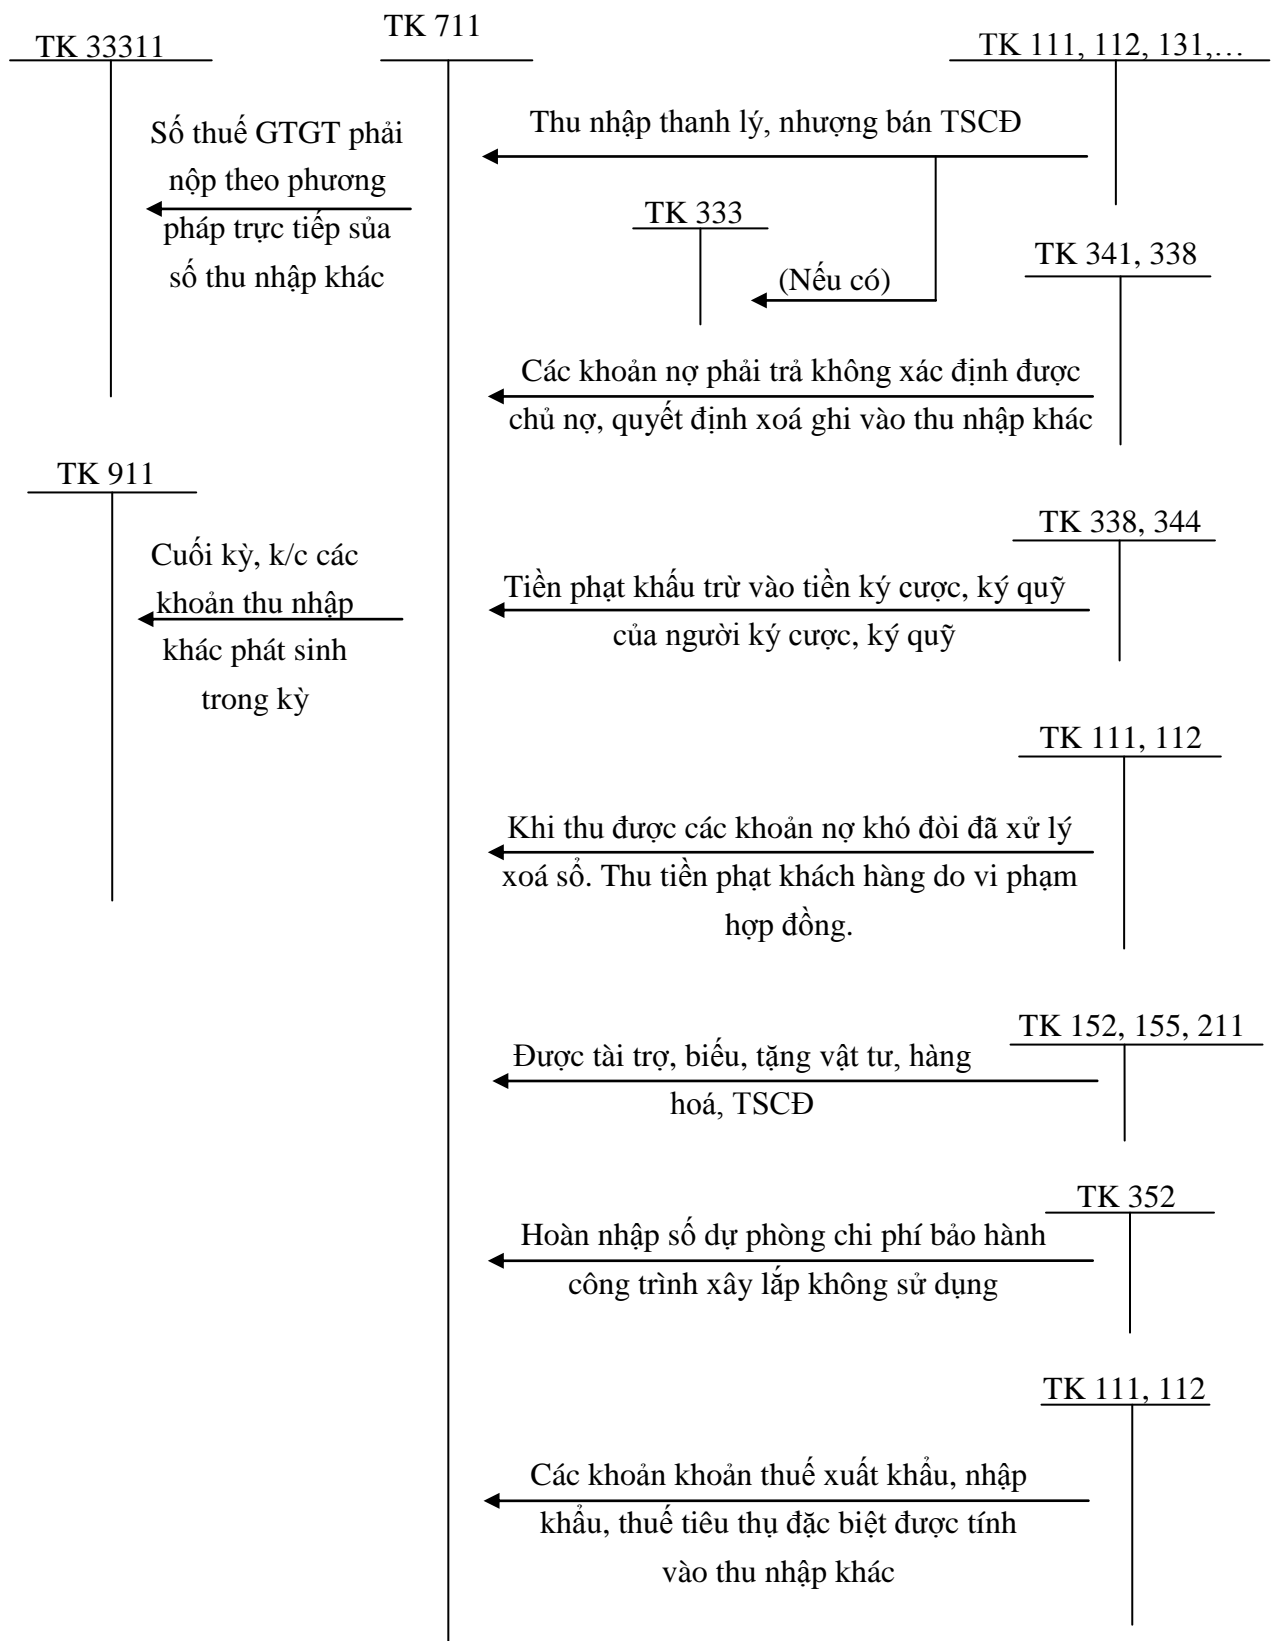 TK 33311
TK 711
TK 111, 112, 131,…
Số thuế GTGT phải
nộp theo phương
pháp trực tiếp sủa
số thu nhập khác
Thu nhập thanh lý, nhượng bán TSCĐ
TK 333
(Nếu có)
TK 341, 338
Các khoản nợ phải trả không xác định được
chủ nợ, quyết định xoá ghi vào thu nhập khác
TK 911
Cuối kỳ, k/c các
khoản thu nhập
khác phát sinh
trong kỳ
TK 338, 344
Tiền phạt khấu trừ vào tiền ký cược, ký quỹ
của người ký cược, ký quỹ
TK 111, 112
Khi thu được các khoản nợ khó đòi đã xử lý
xoá sổ. Thu tiền phạt khách hàng do vi phạm
hợp đồng.
TK 152, 155, 211
Được tài trợ, biếu, tặng vật tư, hàng
hoá, TSCĐ
TK 352
Hoàn nhập số dự phòng chi phí bảo hành
công trình xây lắp không sử dụng
TK 111, 112
Các khoản khoản thuế xuất khẩu, nhập
khẩu, thuế tiêu thụ đặc biệt được tính
vào thu nhập khác